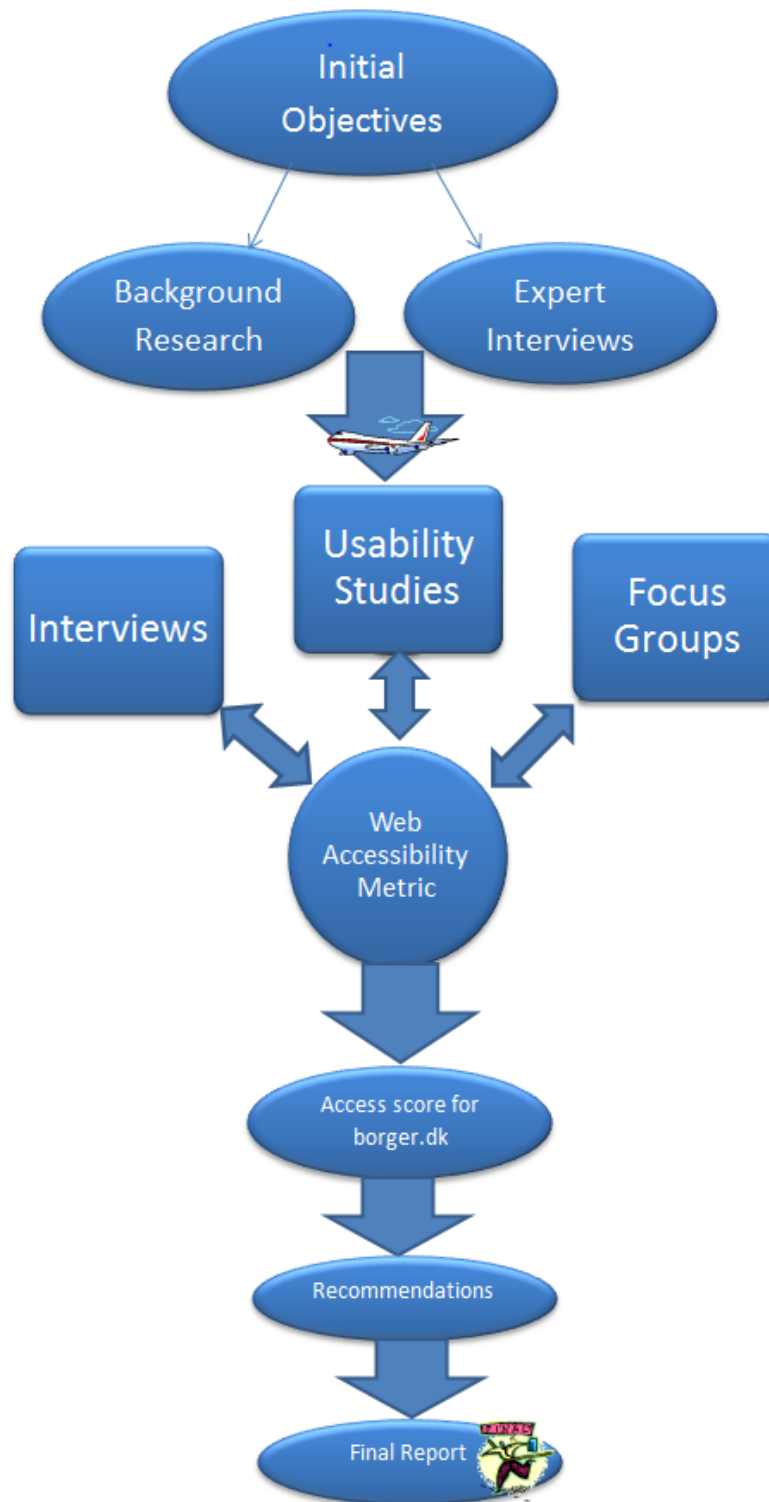 Initial
Objectives
Background
Research
Expert
Interviews
Usability
Studies
Interviews
Focus
Groups
Web
Accessibility
Metric
Access score for
borger.dk
Recommendations
Final Report
FINAL